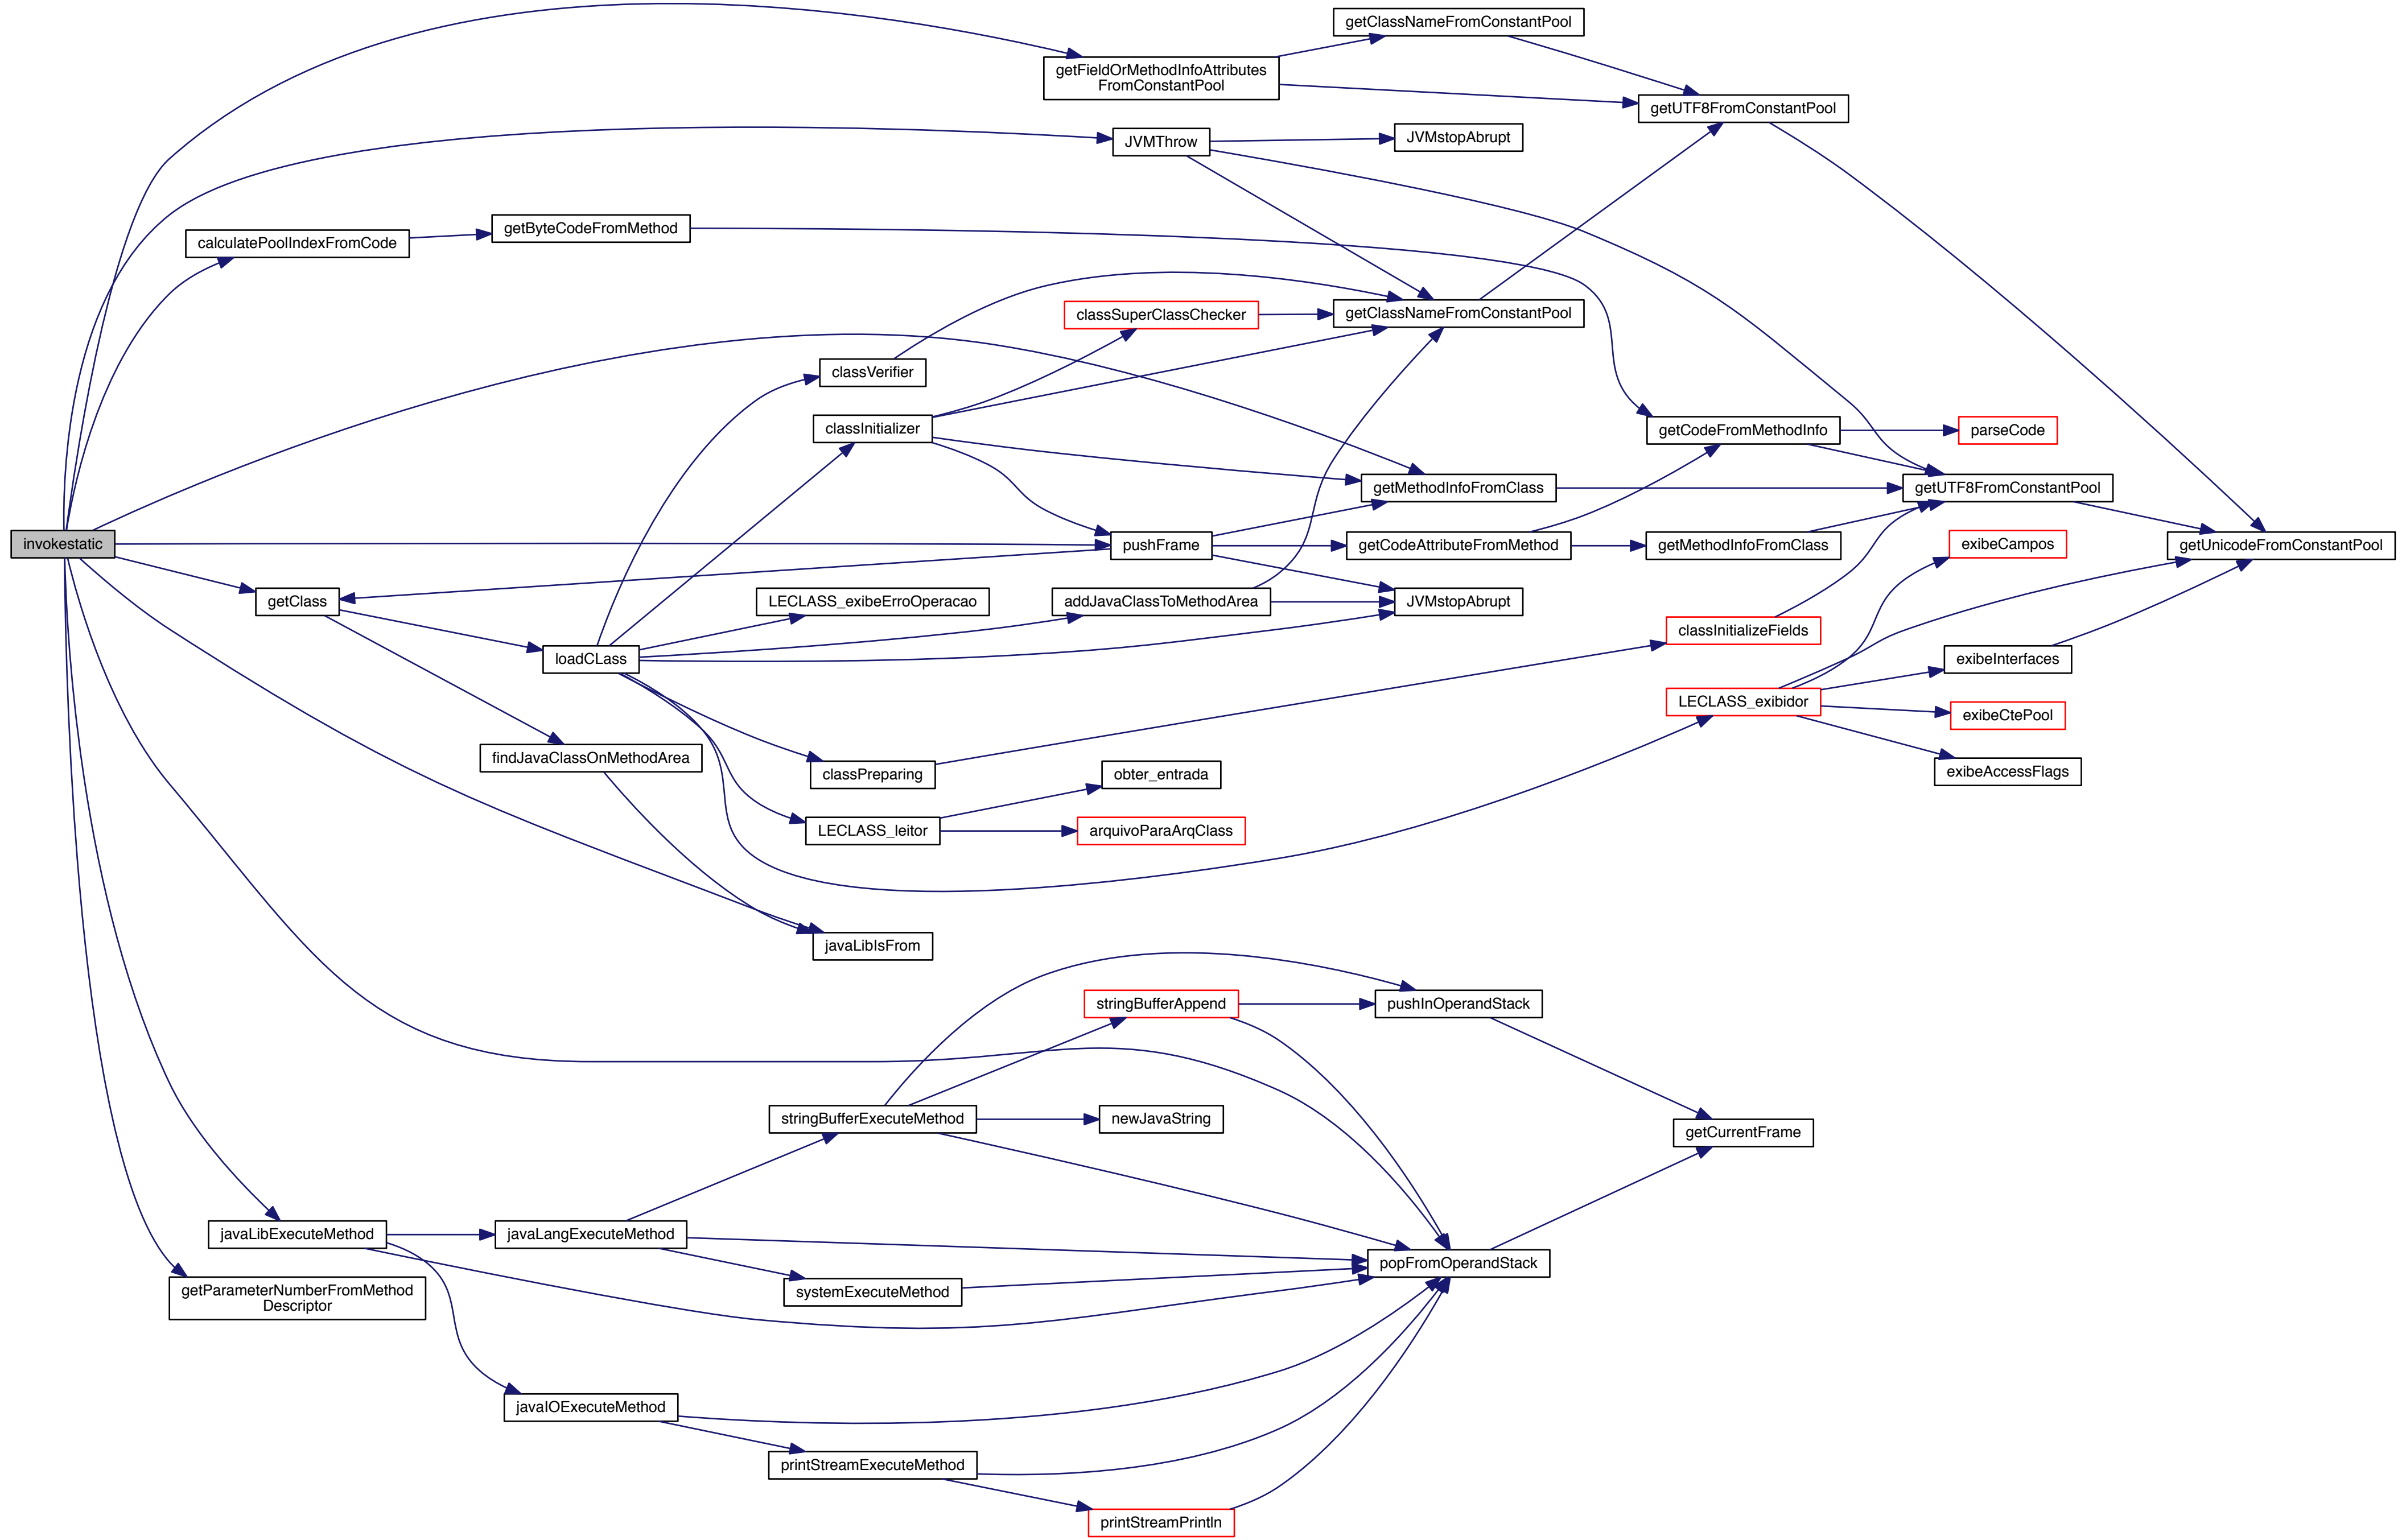 getClassNameFromConstantPool
getFieldOrMethodInfoAttributes
FromConstantPool
getUTF8FromConstantPool
JVMThrow
JVMstopAbrupt
getByteCodeFromMethod
calculatePoolIndexFromCode
classSuperClassChecker
getClassNameFromConstantPool
classVerifier
classInitializer
getCodeFromMethodInfo
parseCode
getMethodInfoFromClass
getUTF8FromConstantPool
invokestatic
pushFrame
getCodeAttributeFromMethod
getMethodInfoFromClass
exibeCampos
getUnicodeFromConstantPool
getClass
LECLASS_exibeErroOperacao
addJavaClassToMethodArea
JVMstopAbrupt
classInitializeFields
loadCLass
exibeInterfaces
LECLASS_exibidor
exibeCtePool
findJavaClassOnMethodArea
classPreparing
obter_entrada
exibeAccessFlags
LECLASS_leitor
arquivoParaArqClass
javaLibIsFrom
stringBufferAppend
pushInOperandStack
stringBufferExecuteMethod
newJavaString
getCurrentFrame
javaLibExecuteMethod
javaLangExecuteMethod
popFromOperandStack
getParameterNumberFromMethod
Descriptor
systemExecuteMethod
javaIOExecuteMethod
printStreamExecuteMethod
printStreamPrintln